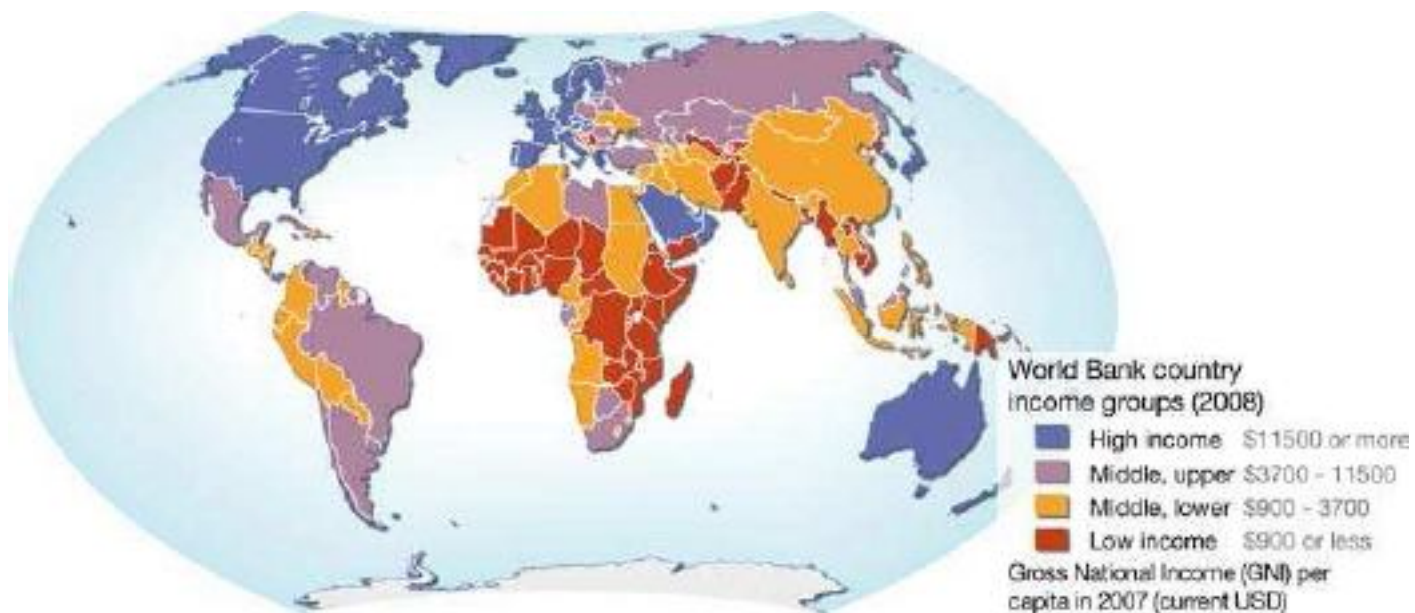 World Bank country
income groups (2008)
High income $11500 or more
Middle, upper $3700 - 11500
Middle, lower $900 - 3700
Low income $900 or less
Gross National Income (GNI) per
capita in 2007 (current USD)